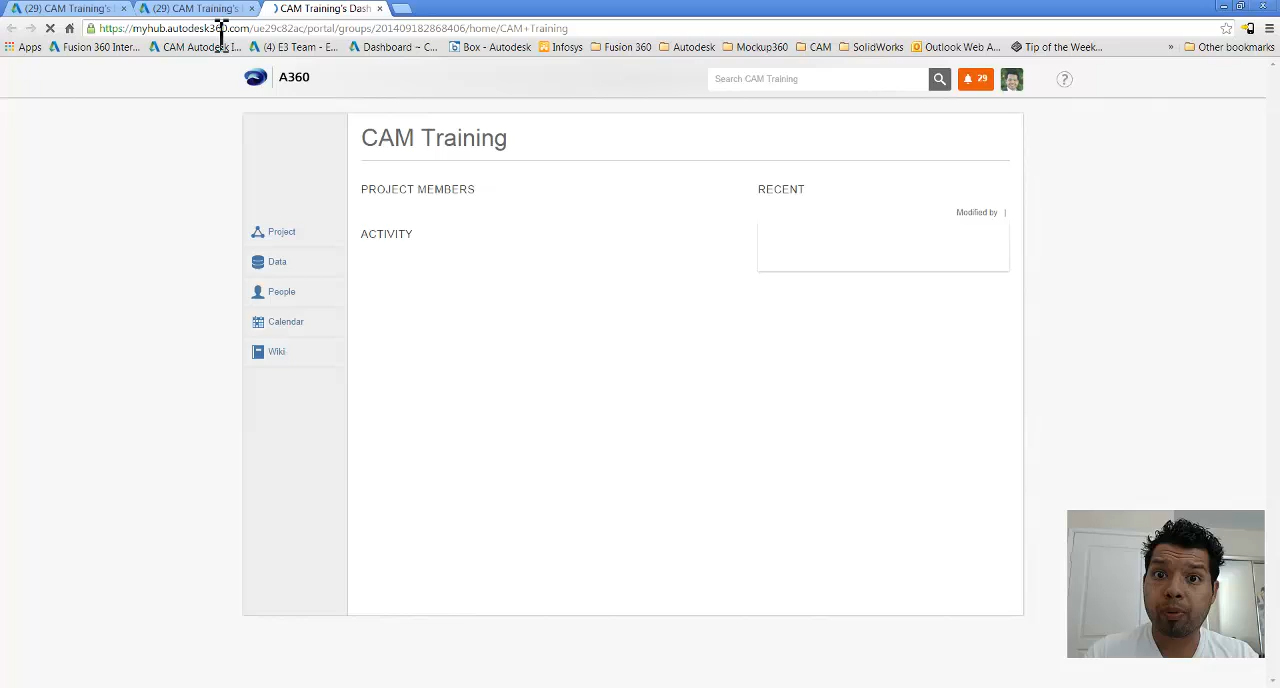 (29) CAM Training's (29) CAM Training's CAM Training's Dash
https://myhub.autodesk360.com/ue29c82ac/portal/groups/201409182868406/home/CAM+Training
Apps Fusion 360 Inter... CAM Autodesk I... (4) E3 Team - E... Dashboard ~ C... Box - Autodesk Infosys Fusion 360 Autodesk Mockup360 CAM SolidWorks Outlook Web A... Tip of the Week... » Other bookmarks
A360 Search CAM Training 29 ?
CAM Training
PROJECT MEMBERS RECENT
Modified by |
Project ACTIVITY
Data
People
Calendar
Wiki